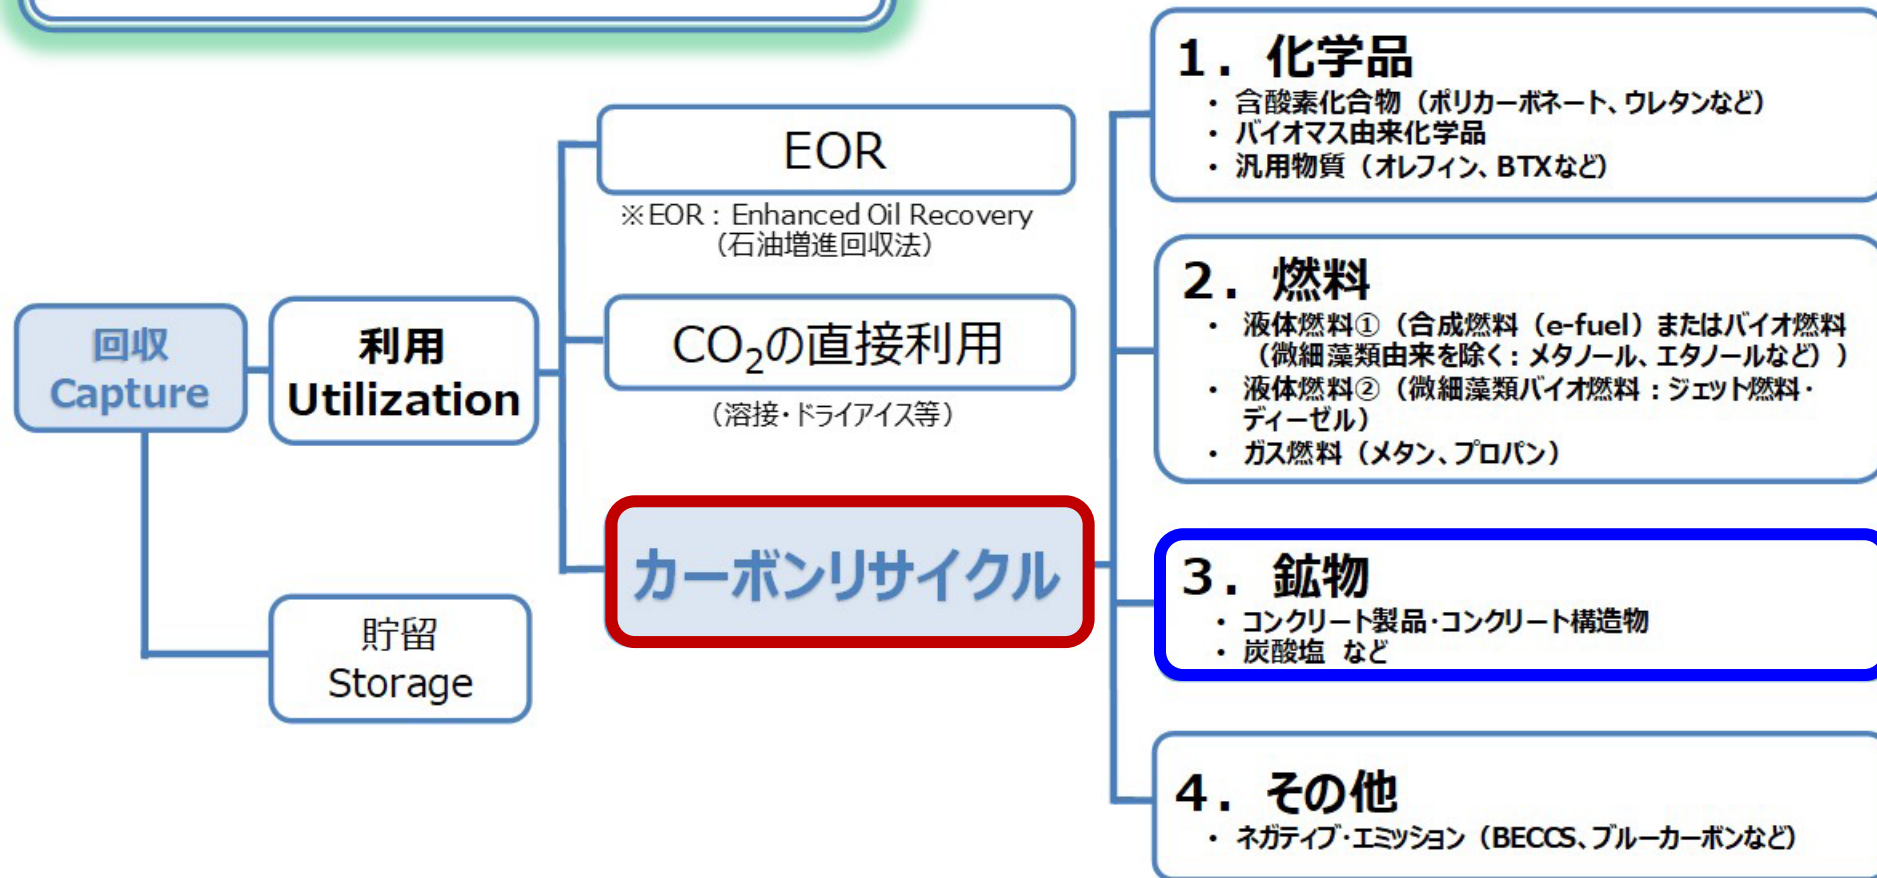 回収
Capture
利用
Utilization
貯留
Storage
EOR
※EOR：Enhanced Oil Recovery
（石油増進回収法）
CO₂の直接利用
（溶接・ドライアイス等）
カーボンリサイクル
１．化学品
・ 含酸素化合物（ポリカーボネート、ウレタンなど）
・ バイオマス由来化学品
・ 汎用物質（オレフィン、BTXなど）
２．燃料
・ 液体燃料①（合成燃料（e-fuel）またはバイオ燃料
（微細藻類由来を除く：メタノール、エタノールなど））
・ 液体燃料②（微細藻類バイオ燃料：ジェット燃料・
ディーゼル）
・ ガス燃料（メタン、プロパン）
３．鉱物
・ コンクリート製品・コンクリート構造物
・ 炭酸塩 など
４．その他
・ ネガティブ・エミッション（BECCS、ブルーカーボンなど）